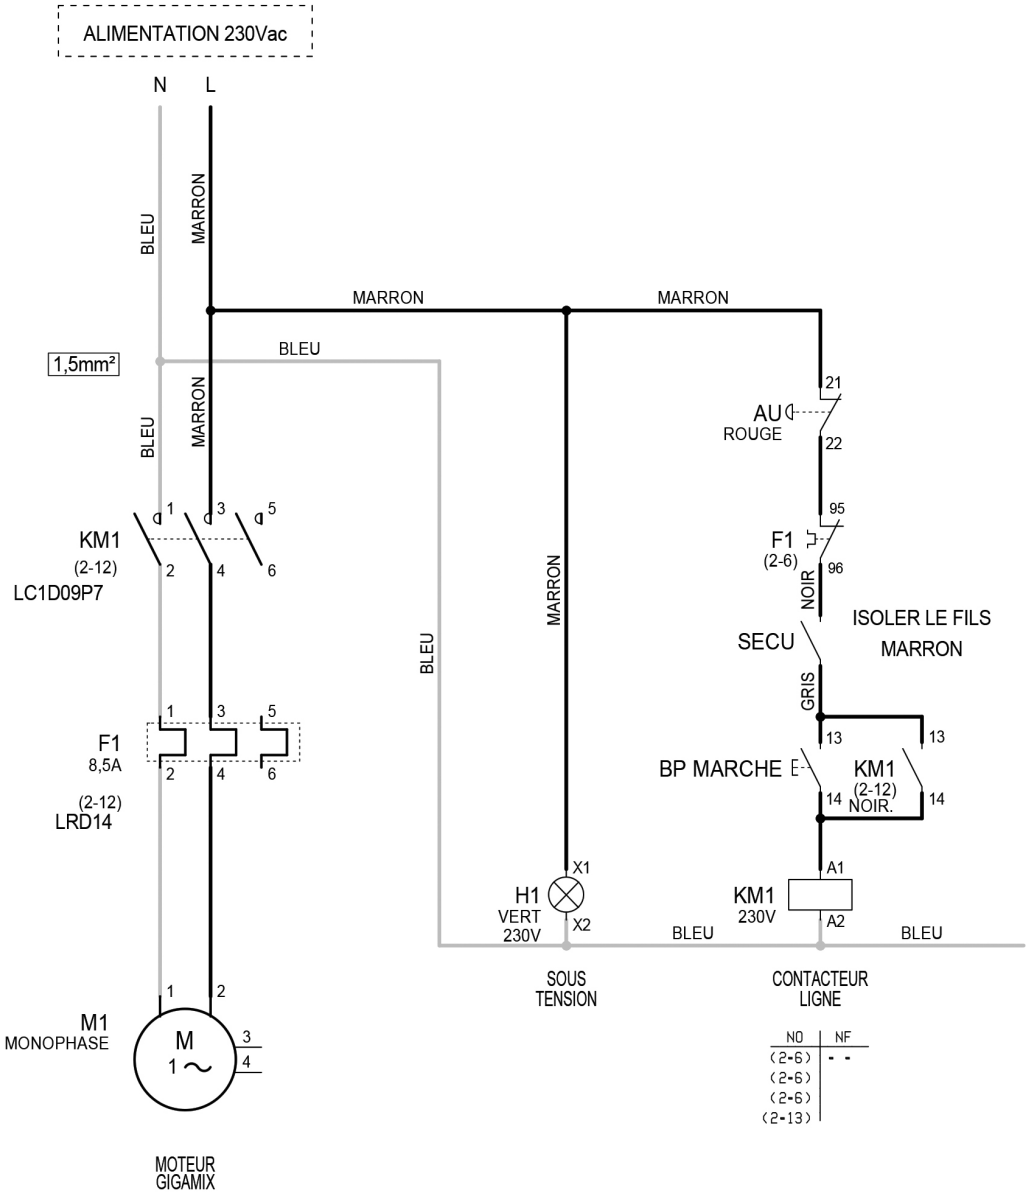 ALIMENTATION 230Vac
N L
BLEU
MARRON
MARRON
MARRON
BLEU
1,5mm²
BLEU
MARRON
21
AU
ROUGE
22
1 3 5
KM1
(2-12)
2 4 6
LC1D09P7
95
F1
(2-6)
96
NOIR
MARRON
BLEU
ISOLER LE FILS
MARRON
SECU
GRIS
1 3 5
F1
8,5A
2 4 6
(2-12)
LRD14
13 13
BP MARCHE
KM1
(2-12)
14 14
NOIR.
X1
H1
VERT
230V
X2
A1
KM1
230V
A2
BLEU
BLEU
SOUS
TENSION
CONTACTEUR
LIGNE
1 2
M1
MONOPHASE
M
1
3
4
NO NF
(2-6) - -
(2-6)
(2-6)
(2-13)
MOTEUR
GIGAMIX